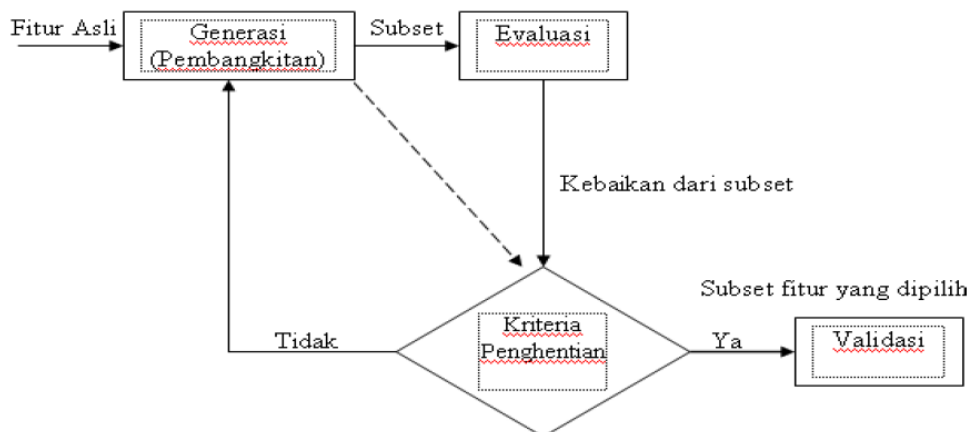 Fitur Asli
Generasi
(Pembangkitan)
Subset
Evaluasi
Kebaikan dari subset
Subset fitur yang dipilih
Kriteria
Penghentian
Tidak
Ya
Validasi